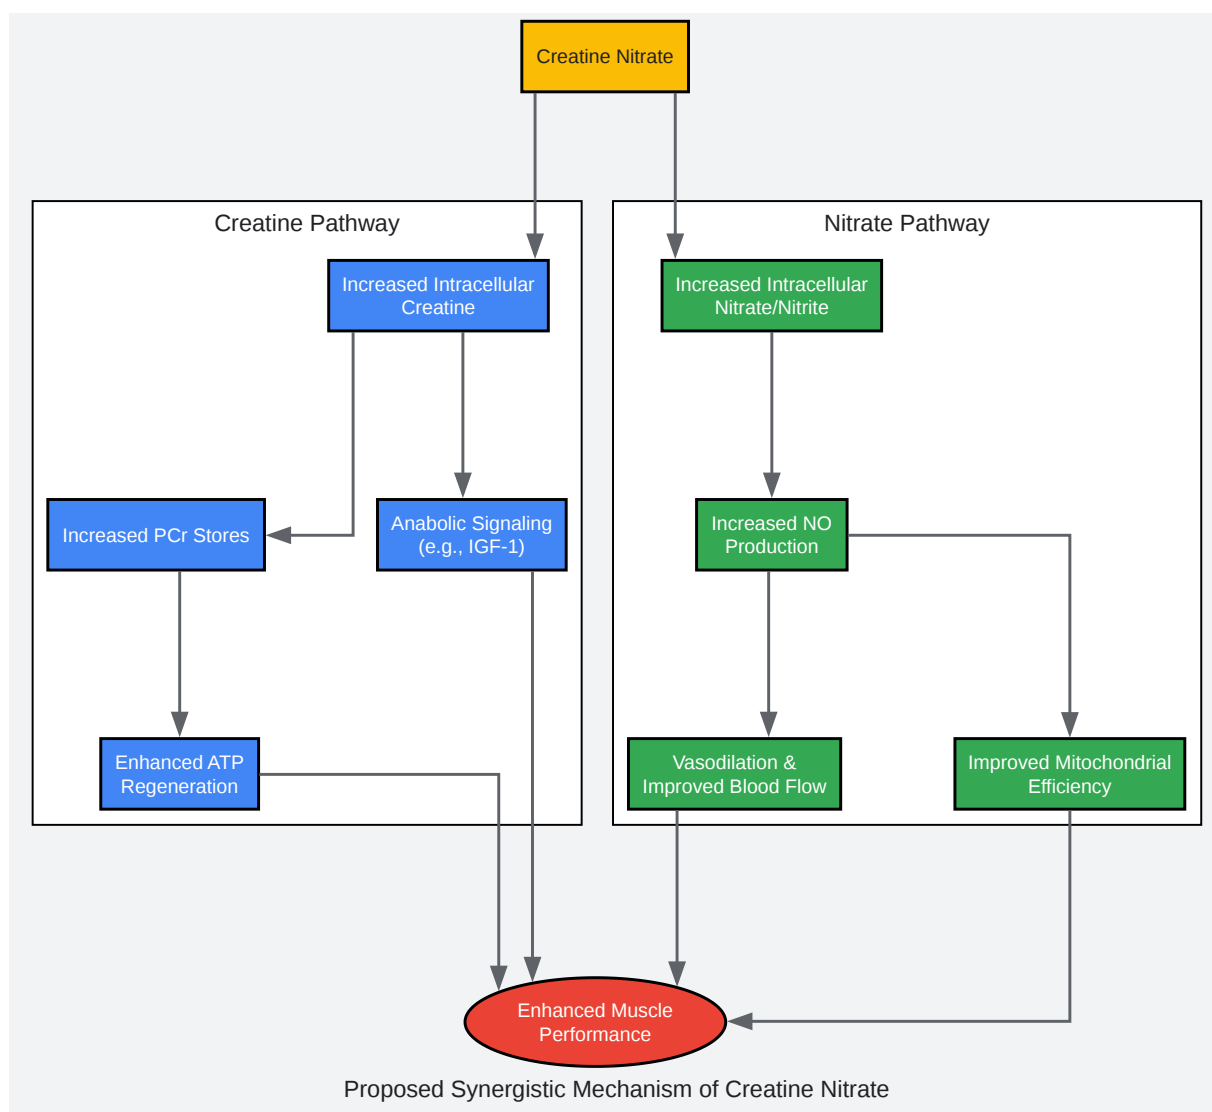 Creatine Nitrate
Creatine Pathway
Nitrate Pathway
Increased Intracellular
Creatine
Increased Intracellular
Nitrate/Nitrite
Increased PCr Stores
Anabolic Signaling
(e.g., IGF-1)
Increased NO
Production
Enhanced ATP
Regeneration
Vasodilation &
Improved Blood Flow
Improved Mitochondrial
Efficiency
Enhanced Muscle
Performance
Proposed Synergistic Mechanism of Creatine Nitrate